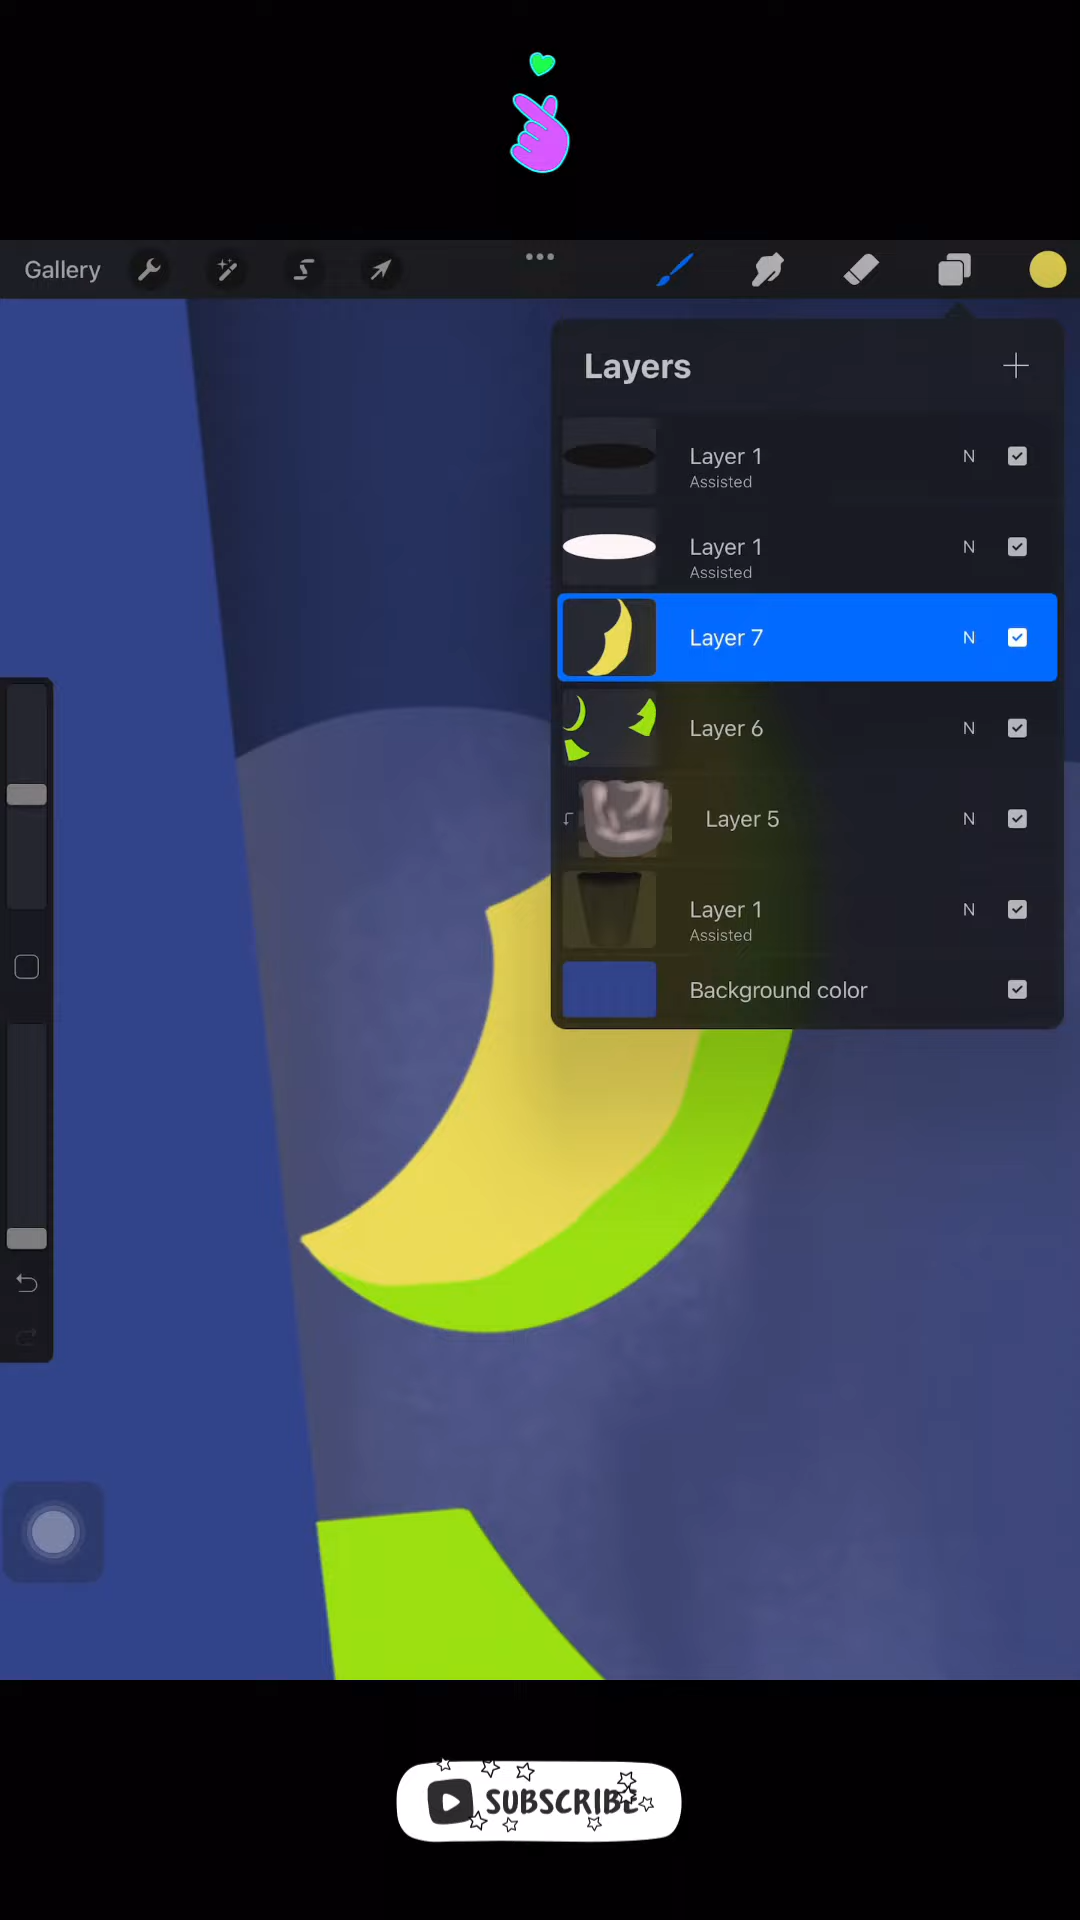 Gallery
Layers
Layer 1
N
Assisted
Layer 1
N
Assisted
Layer 7
N
Layer 6
N
Layer 5
N
Layer 1
N
Assisted
Background color
SUBSCRIBE